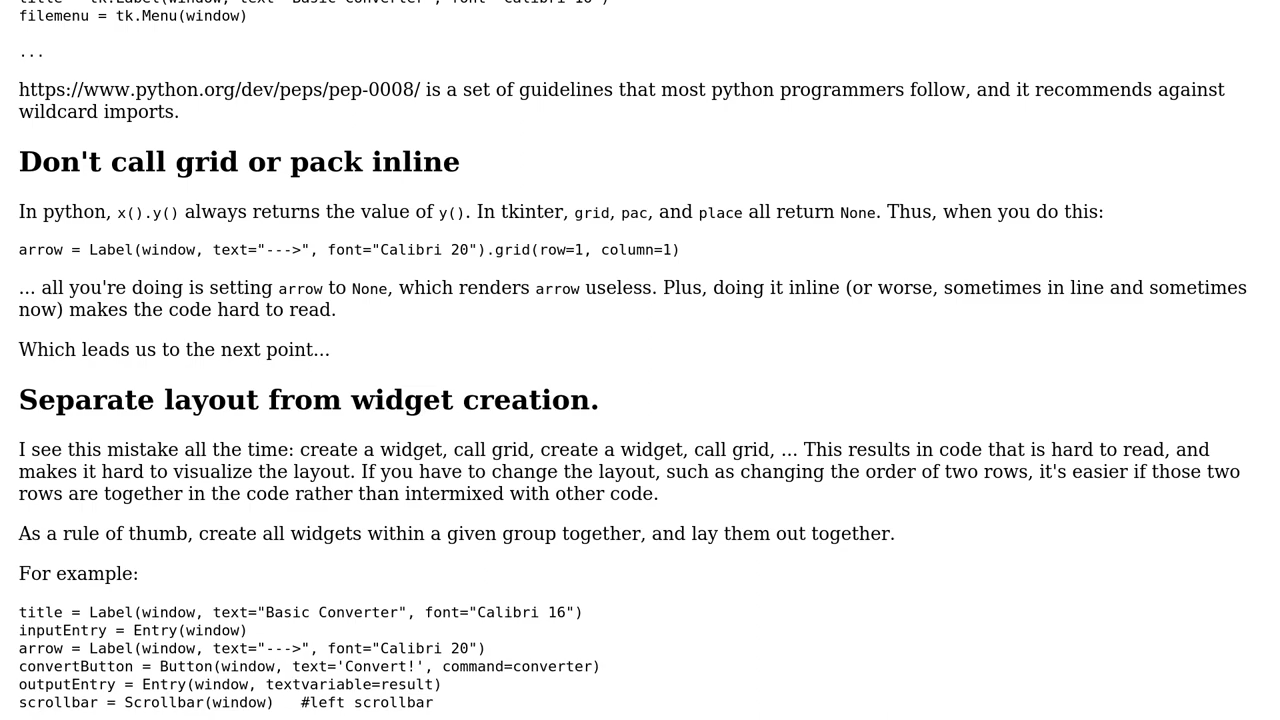 filemenu = tk.Menu(window)
...
https://www.python.org/dev/peps/pep-0008/ is a set of guidelines that most python programmers follow, and it recommends against
wildcard imports.
Don't call grid or pack inline
In python, x().y() always returns the value of y(). In tkinter, grid, pac, and place all return None. Thus, when you do this:
arrow = Label(window, text="--->", font="Calibri 20").grid(row=1, column=1)
... all you're doing is setting arrow to None, which renders arrow useless. Plus, doing it inline (or worse, sometimes in line and sometimes
now) makes the code hard to read.
Which leads us to the next point...
Separate layout from widget creation.
I see this mistake all the time: create a widget, call grid, create a widget, call grid, ... This results in code that is hard to read, and
makes it hard to visualize the layout. If you have to change the layout, such as changing the order of two rows, it's easier if those two
rows are together in the code rather than intermixed with other code.
As a rule of thumb, create all widgets within a given group together, and lay them out together.
For example:
title = Label(window, text="Basic Converter", font="Calibri 16")
inputEntry = Entry(window)
arrow = Label(window, text="--->", font="Calibri 20")
convertButton = Button(window, text='Convert!', command=converter)
outputEntry = Entry(window, textvariable=result)
scrollbar = Scrollbar(window)   #left scrollbar